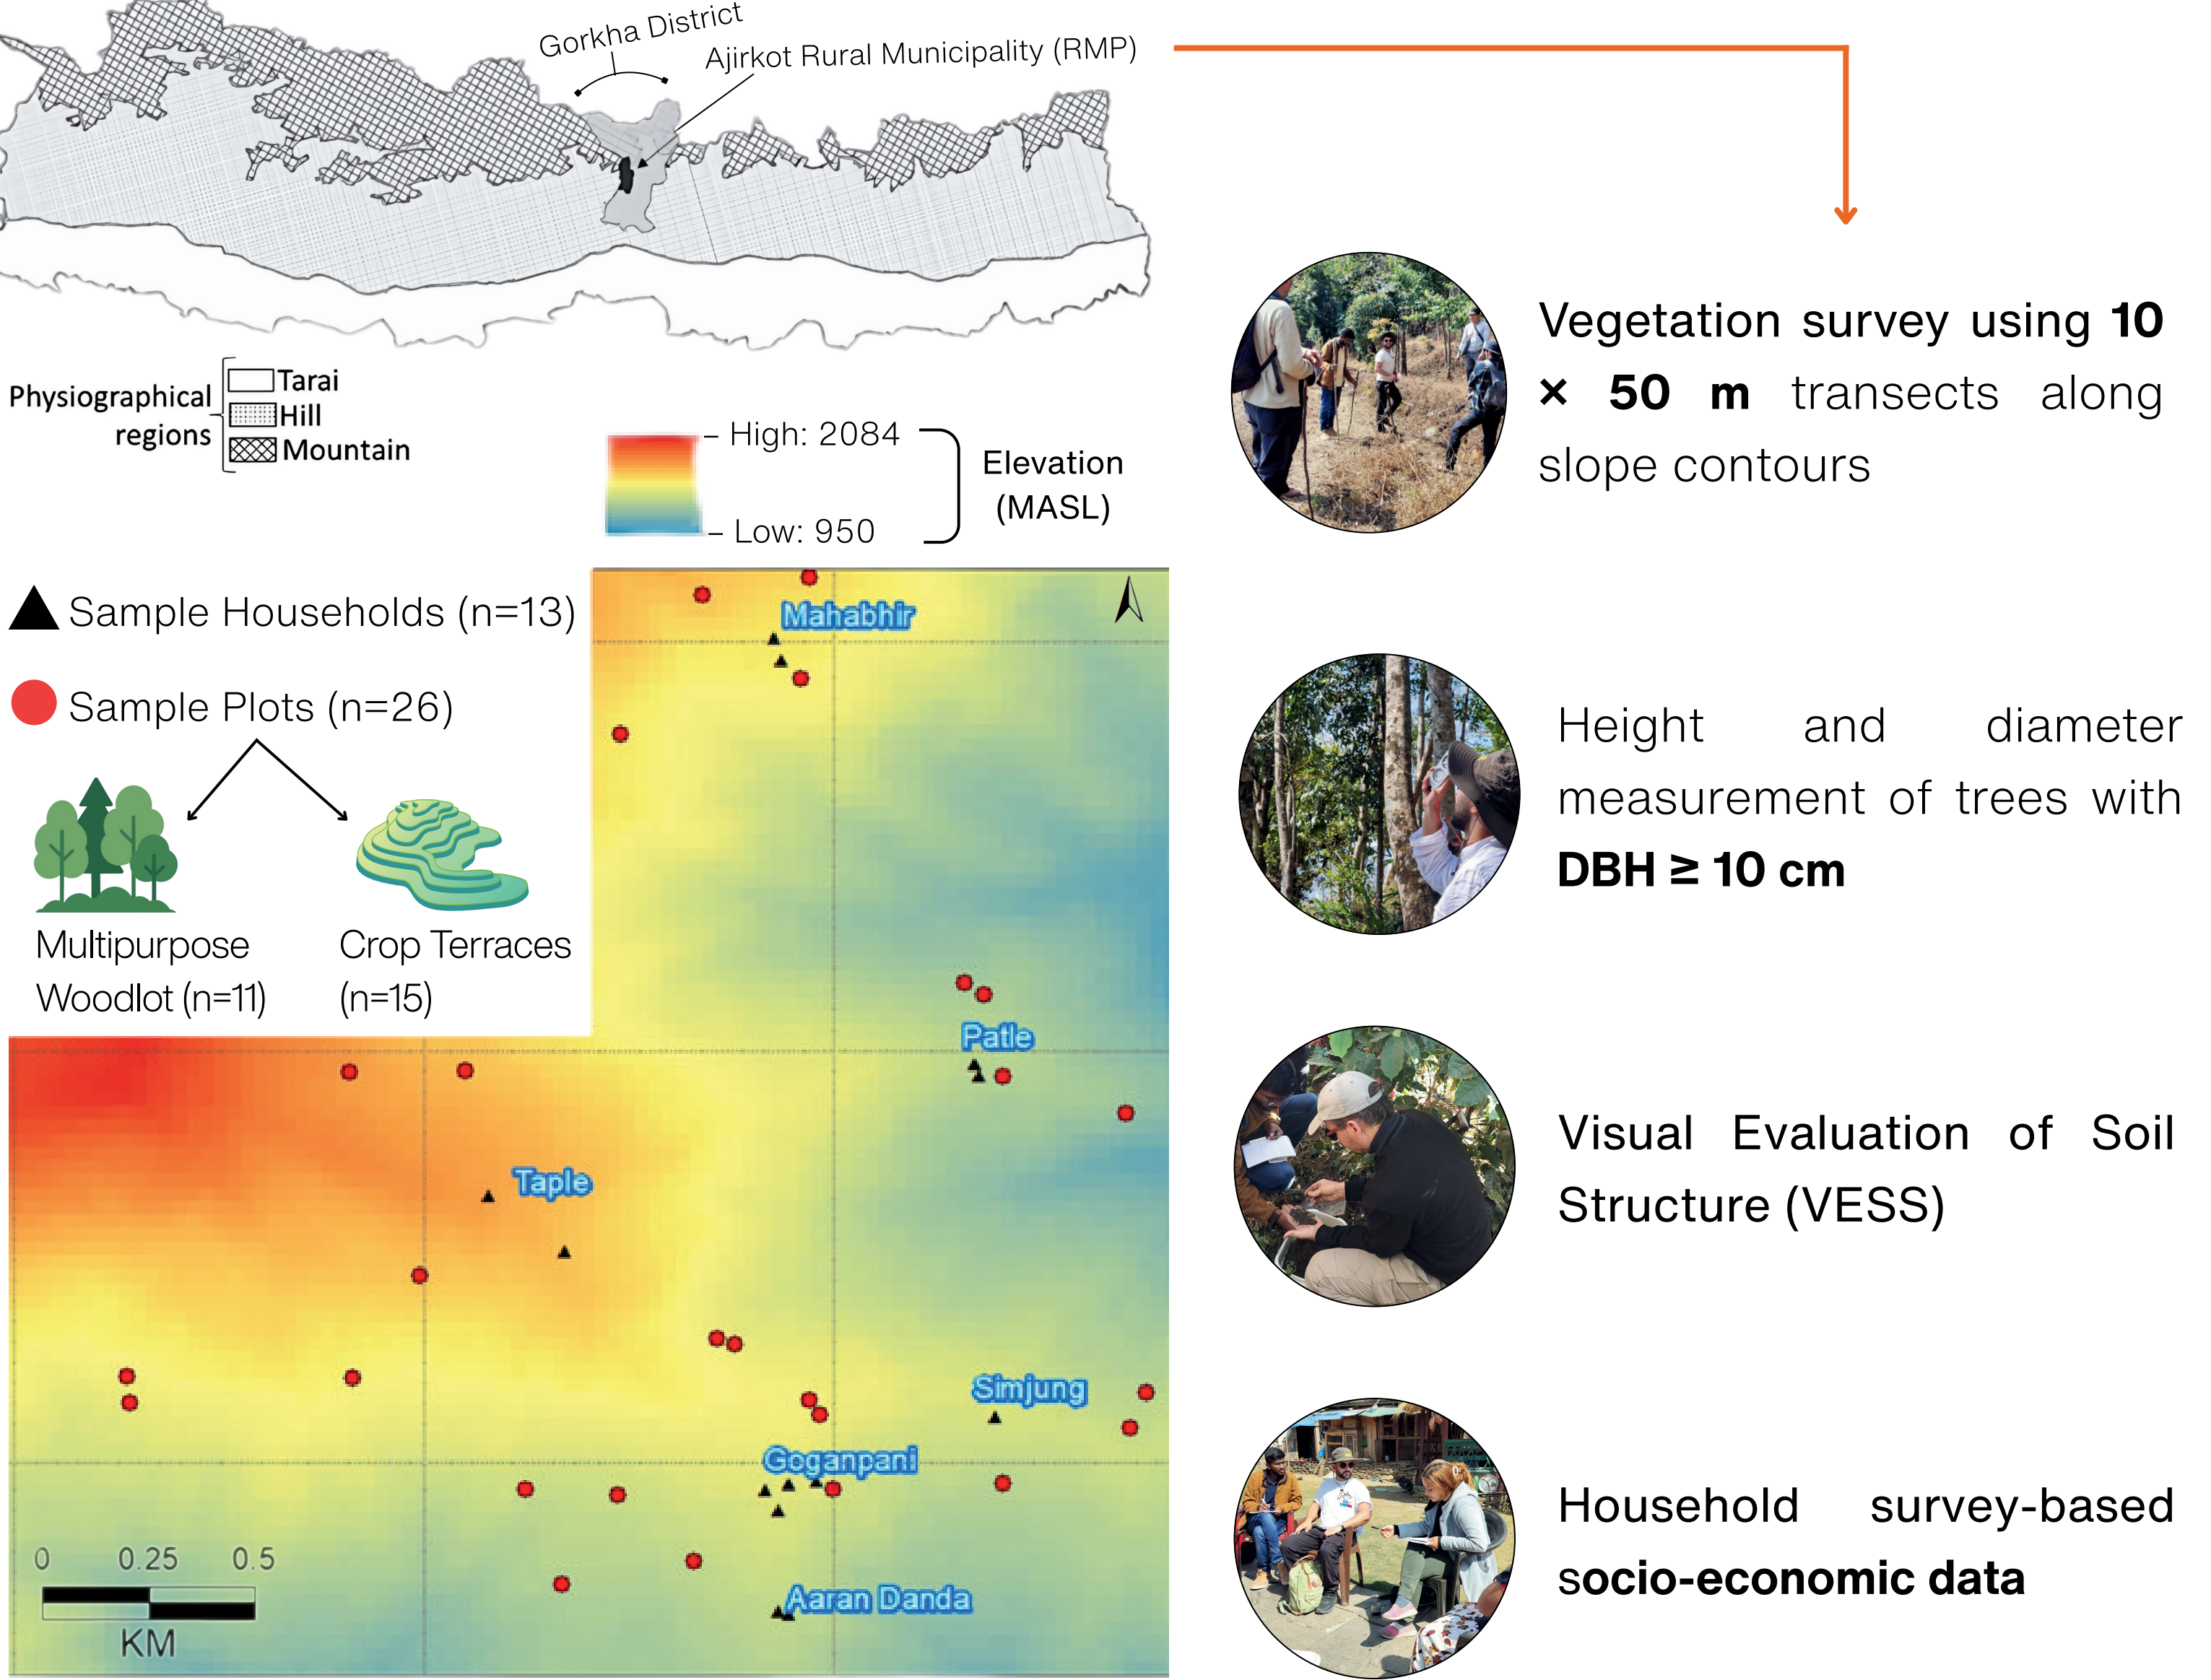 Gorkha District
Ajirkot Rural Municipality (RMP)
Physiographical
regions
Tarai
Hill
Mountain
– High: 2084
– Low: 950
Elevation
(MASL)
Sample Households (n=13)
Sample Plots (n=26)
Multipurpose
Woodlot (n=11)
Crop Terraces
(n=15)
Mahabhir
Patle
Taple
Simjung
Goganpani
Aaran Danda
0 0.25 0.5
KM
Vegetation survey using 10
× 50 m transects along
slope contours
Height and diameter
measurement of trees with
DBH ≥ 10 cm
Visual Evaluation of Soil
Structure (VESS)
Household survey-based
socio-economic data